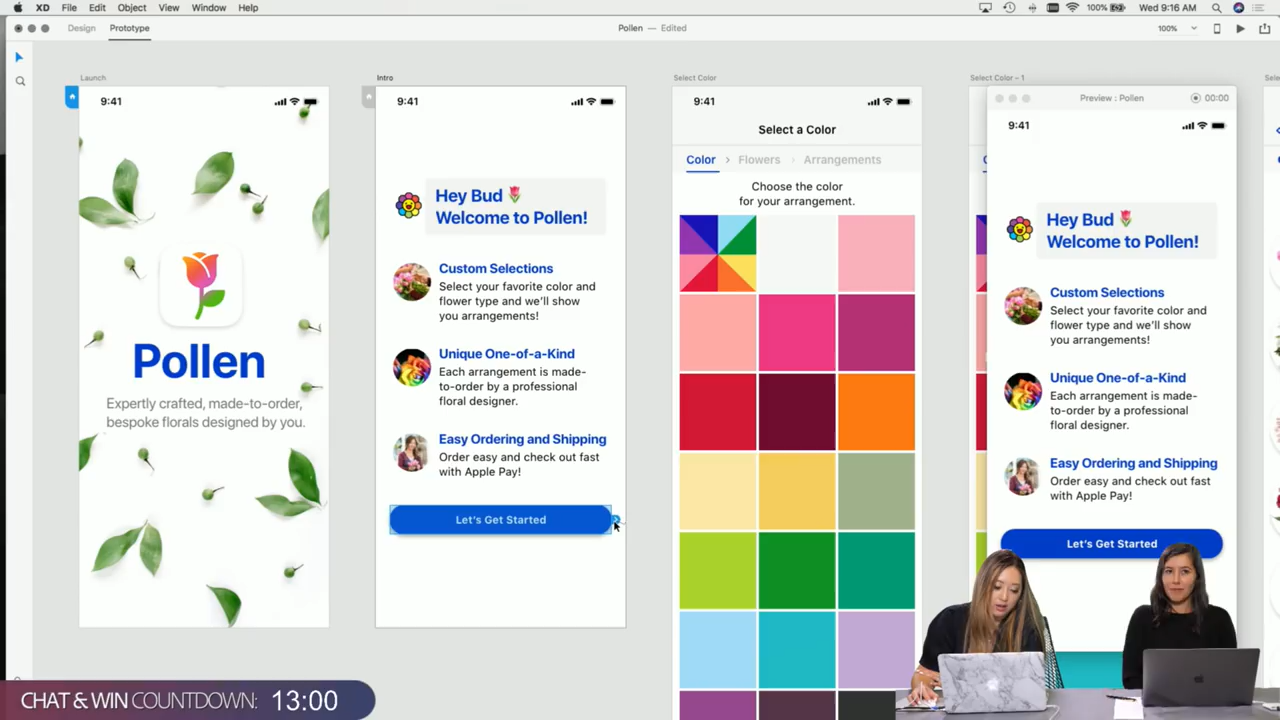 XD File Edit Object View Window Help
100% Wed 9:16 AM
Design Prototype
Pollen — Edited
100%
Launch
9:41
Pollen
Expertly crafted, made-to-order,
bespoke florals designed by you.
Intro
9:41
Hey Bud
Welcome to Pollen!
Custom Selections
Select your favorite color and
flower type and we'll show
you arrangements!
Unique One-of-a-Kind
Each arrangement is made-
to-order by a professional
floral designer.
Easy Ordering and Shipping
Order easy and check out fast
with Apple Pay!
Let's Get Started
Select Color
9:41
Select a Color
Color > Flowers > Arrangements
Choose the color
for your arrangement.
Select Color – 1
Preview : Pollen
00:00
9:41
Hey Bud
Welcome to Pollen!
Custom Selections
Select your favorite color and
flower type and we'll show
you arrangements!
Unique One-of-a-Kind
Each arrangement is made-
to-order by a professional
floral designer.
Easy Ordering and Shipping
Order easy and check out fast
with Apple Pay!
Let's Get Started
CHAT & WIN COUNTDOWN: 13:00